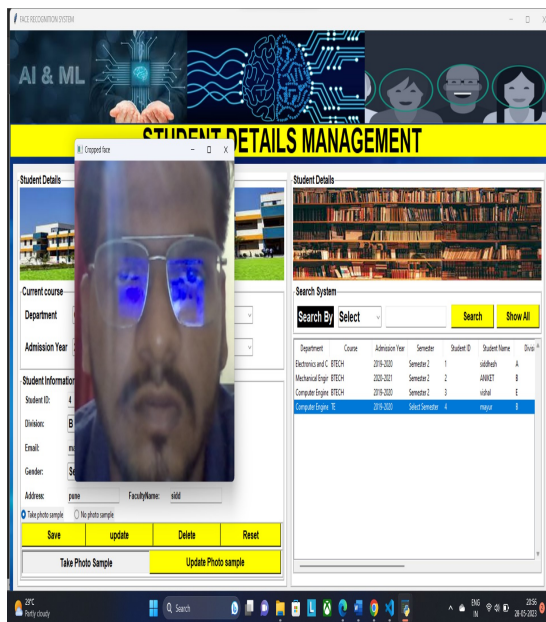 FACE RECOGNITION SYSTEM
AI & ML
STUDENT DETAILS MANAGEMENT
Cropped face
Student Details
Student Details
Current course
Department
Admission Year
Student Information
Student ID: 4
Division: B
Email:
Gender:
Address: pune FacultyName: sidd
Take photo sample No photo sample
Save update Delete Reset
Take Photo Sample Update Photo sample
Search System
Search By Select Search Show All
Department Course Admission Year Semester Student ID Student Name
Electronics and C BTECH 2019-2020 Semester 2 1 siddhesh A
Mechanical Engir BTECH 2020-2021 Semester 2 2 ANIKET B
Computer Engine BTECH 2019-2020 Semester 2 3 vishal E
Computer Engine TE 2019-2020 Select Semester 4 mayur B
29°C
Partly cloudy
Search
ENG
IN
20:56
28-05-2023